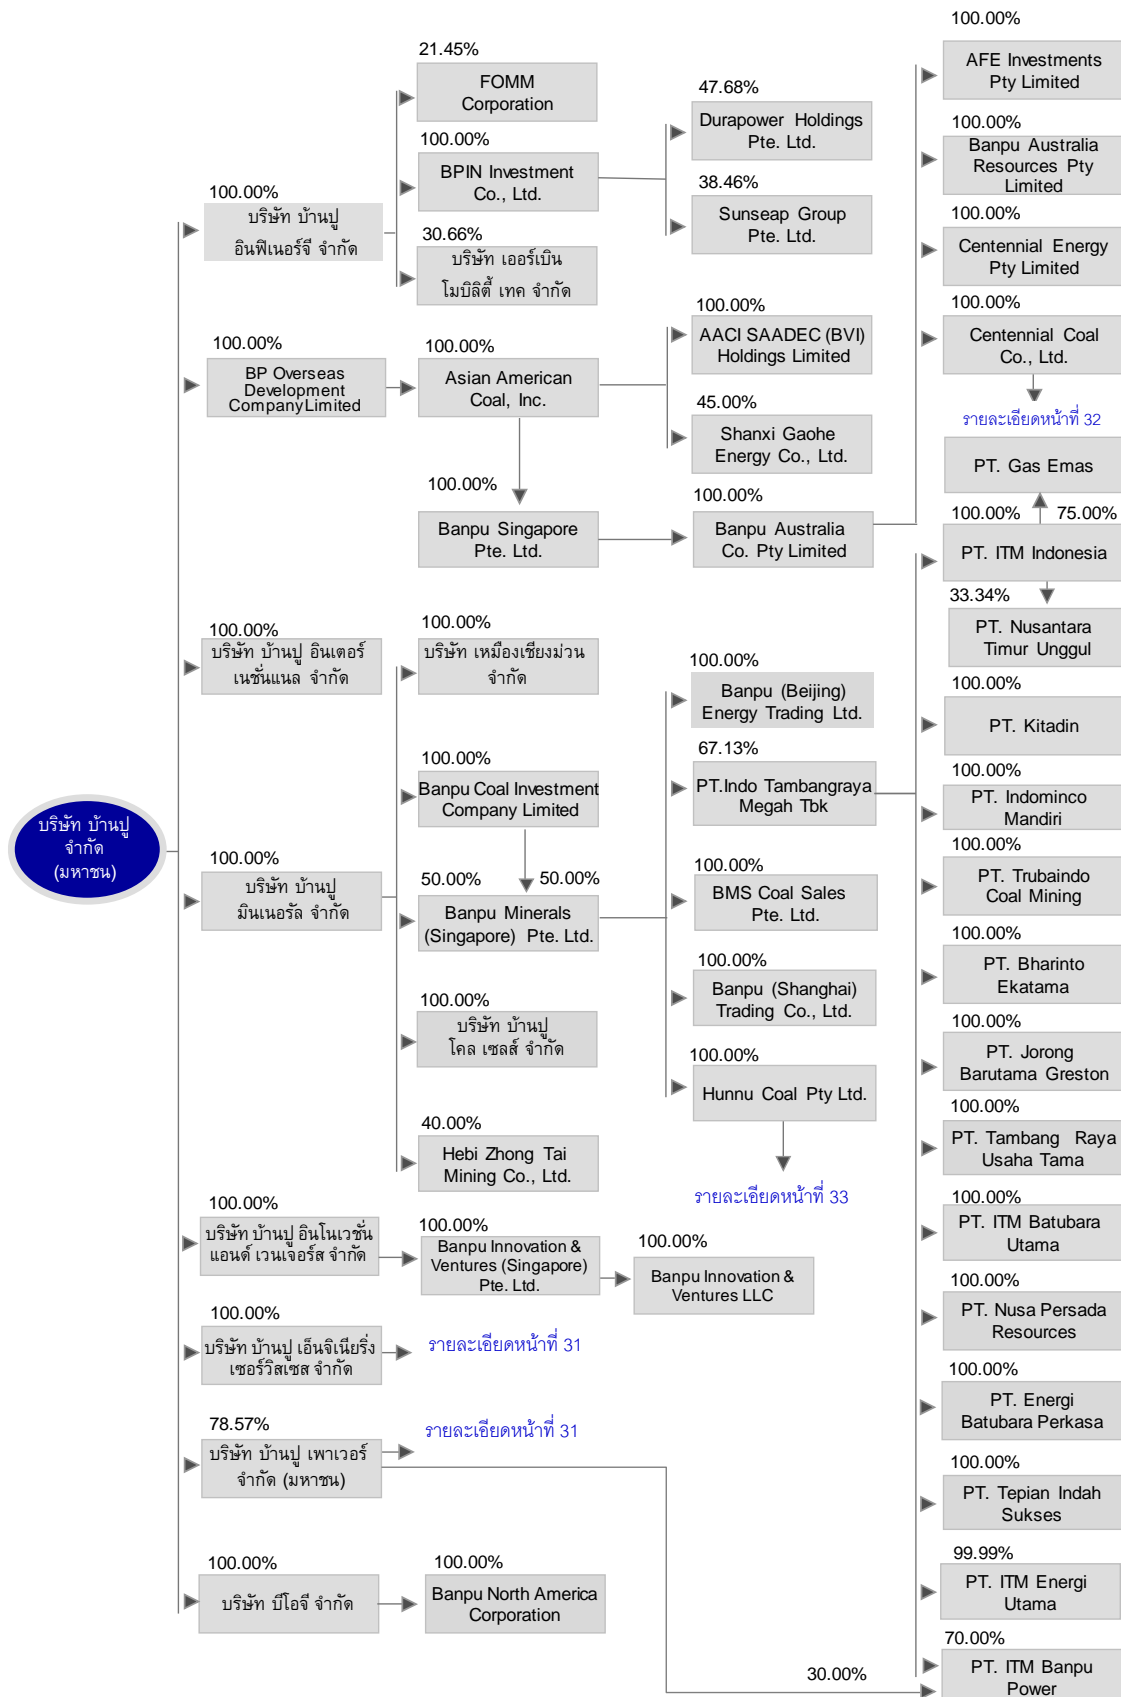 100.00%
AFE Investments
Pty Limited
21.45%
FOMM
Corporation
47.68%
Durapower Holdings
Pte. Ltd.
100.00%
Banpu Australia
Resources Pty
Limited
100.00%
BPIN Investment
Co., Ltd.
100.00%
บริษัท บ้านปู
อินฟิเนอร์จี จำกัด
38.46%
Sunseap Group
Pte. Ltd.
100.00%
Centennial Energy
Pty Limited
30.66%
บริษัท เออร์เบิน
โมบิลิตี้ เทค จำกัด
100.00%
AACI SAADEC (BVI)
Holdings Limited
100.00%
Centennial Coal
Co., Ltd.
รายละเอียดหน้าที่ 32
100.00%
BP Overseas
Development
Company Limited
100.00%
Asian American
Coal, Inc.
45.00%
Shanxi Gaohe
Energy Co., Ltd.
PT. Gas Emas
100.00%
Banpu Singapore
Pte. Ltd.
100.00%
Banpu Australia
Co. Pty Limited
100.00% 75.00%
PT. ITM Indonesia
33.34%
PT. Nusantara
Timur Unggul
100.00%
บริษัท บ้านปู อินเตอร์
เนชั่นแนล จำกัด
100.00%
บริษัท เหมืองเชียงม่วน
จำกัด
100.00%
Banpu (Beijing)
Energy Trading Ltd.
100.00%
PT. Kitadin
100.00%
Banpu Coal Investment
Company Limited
67.13%
PT.Indo Tambangraya
Megah Tbk
100.00%
PT. Indominco
Mandiri
บริษัท บ้านปู
จำกัด
(มหาชน)
100.00%
บริษัท บ้านปู
มินเนอรัล จำกัด
50.00% 50.00%
Banpu Minerals
(Singapore) Pte. Ltd.
100.00%
BMS Coal Sales
Pte. Ltd.
100.00%
PT. Trubaindo
Coal Mining
100.00%
PT. Bharinto
Ekatama
100.00%
Banpu (Shanghai)
Trading Co., Ltd.
100.00%
บริษัท บ้านปู
โคล เซลส์ จำกัด
100.00%
PT. Jorong
Barutama Greston
100.00%
Hunnu Coal Pty Ltd.
รายละเอียดหน้าที่ 33
40.00%
Hebi Zhong Tai
Mining Co., Ltd.
100.00%
PT. Tambang Raya
Usaha Tama
100.00%
บริษัท บ้านปู อินโนเวชั่น
แอนด์ เวนเจอร์ส จำกัด
100.00%
Banpu Innovation &
Ventures (Singapore)
Pte. Ltd.
100.00%
Banpu Innovation &
Ventures LLC
100.00%
PT. ITM Batubara
Utama
100.00%
PT. Nusa Persada
Resources
100.00%
บริษัท บ้านปู เอ็นจิเนียริ่ง
เซอร์วิสเซส จำกัด
รายละเอียดหน้าที่ 31
100.00%
PT. Energi
Batubara Perkasa
78.57%
บริษัท บ้านปู เพาเวอร์
จำกัด (มหาชน)
รายละเอียดหน้าที่ 31
100.00%
PT. Tepian Indah
Sukses
100.00%
บริษัท บีโอจี จำกัด
100.00%
Banpu North America
Corporation
99.99%
PT. ITM Energi
Utama
30.00%
70.00%
PT. ITM Banpu
Power